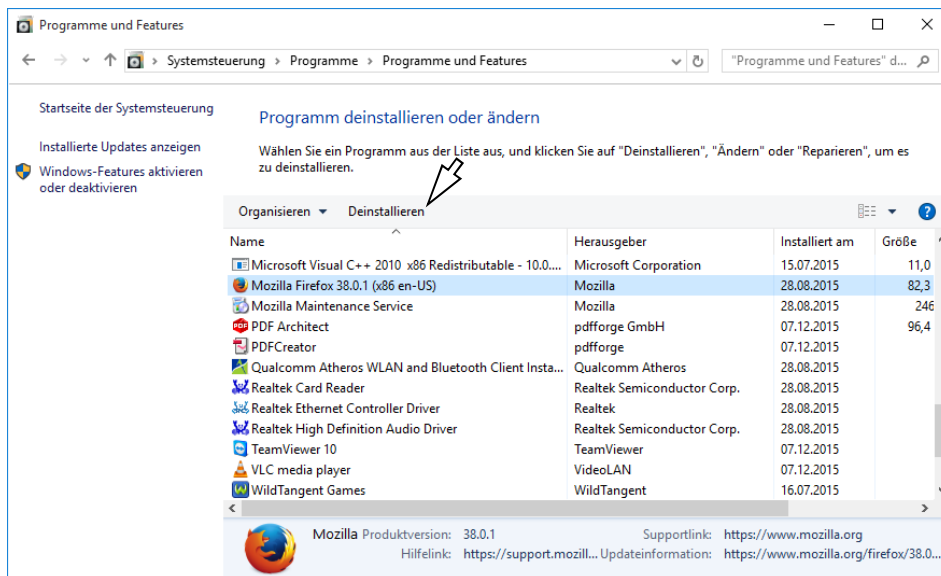 Programme und Features
Systemsteuerung > Programme > Programme und Features
"Programme und Features" d...
Startseite der Systemsteuerung
Installierte Updates anzeigen
Windows-Features aktivieren
oder deaktivieren
Programm deinstallieren oder ändern
Wählen Sie ein Programm aus der Liste aus, und klicken Sie auf "Deinstallieren", "Ändern" oder "Reparieren", um es
zu deinstallieren.
Organisieren Deinstallieren
Name Herausgeber Installiert am Größe
Microsoft Visual C++ 2010 x86 Redistributable - 10.0.... Microsoft Corporation 15.07.2015 11,0
Mozilla Firefox 38.0.1 (x86 en-US) Mozilla 28.08.2015 82,3
Mozilla Maintenance Service Mozilla 28.08.2015 246
PDF Architect pdfforge GmbH 07.12.2015 96,4
PDFCreator pdfforge 07.12.2015
Qualcomm Atheros WLAN and Bluetooth Client Insta... Qualcomm Atheros 28.08.2015
Realtek Card Reader Realtek Semiconductor Corp. 28.08.2015
Realtek Ethernet Controller Driver Realtek 28.08.2015
Realtek High Definition Audio Driver Realtek Semiconductor Corp. 28.08.2015
TeamViewer 10 TeamViewer 07.12.2015
VLC media player VideoLAN 07.12.2015
WildTangent Games WildTangent 16.07.2015
Mozilla Produktversion: 38.0.1 Supportlink: https://www.mozilla.org
Hilfelink: https://support.mozill... Updateinformation: https://www.mozilla.org/firefox/38.0...